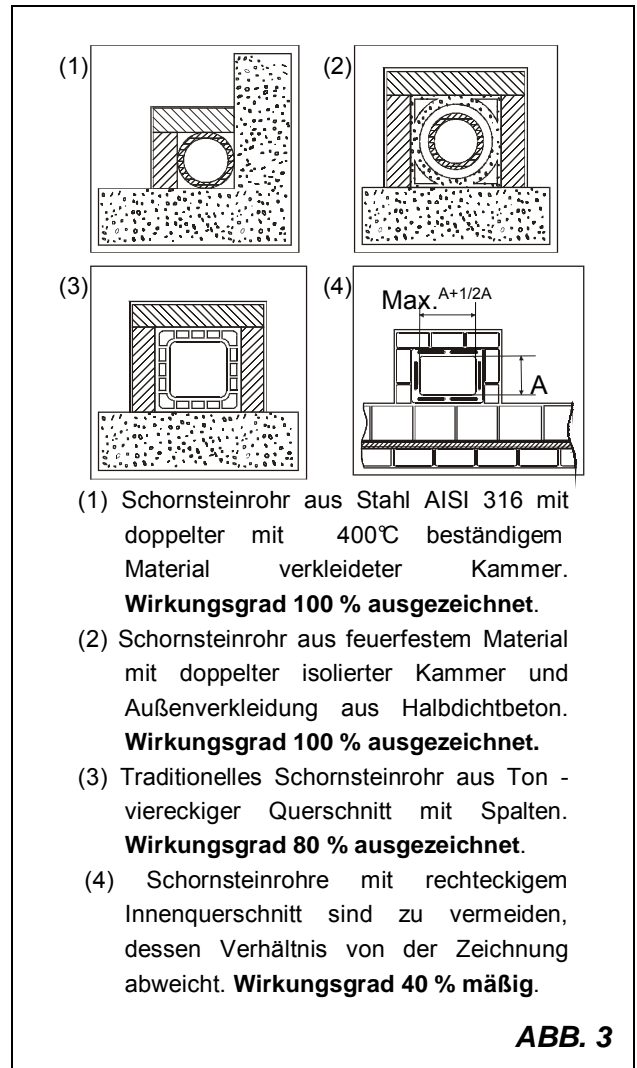 (1)
(2)
(3)
(4)
Max. A+1/2A
A
(1) Schornsteinrohr aus Stahl AISI 316 mit
doppelter mit 400℃ beständigem
Material verkleideter Kammer.
Wirkungsgrad 100 % ausgezeichnet.
(2) Schornsteinrohr aus feuerfestem Material
mit doppelter isolierter Kammer und
Außenverkleidung aus Halbdichtbeton.
Wirkungsgrad 100 % ausgezeichnet.
(3) Traditionelles Schornsteinrohr aus Ton -
viereckiger Querschnitt mit Spalten.
Wirkungsgrad 80 % ausgezeichnet.
(4) Schornsteinrohre mit rechteckigem
Innenquerschnitt sind zu vermeiden,
dessen Verhältnis von der Zeichnung
abweicht. Wirkungsgrad 40 % mäßig.
ABB. 3